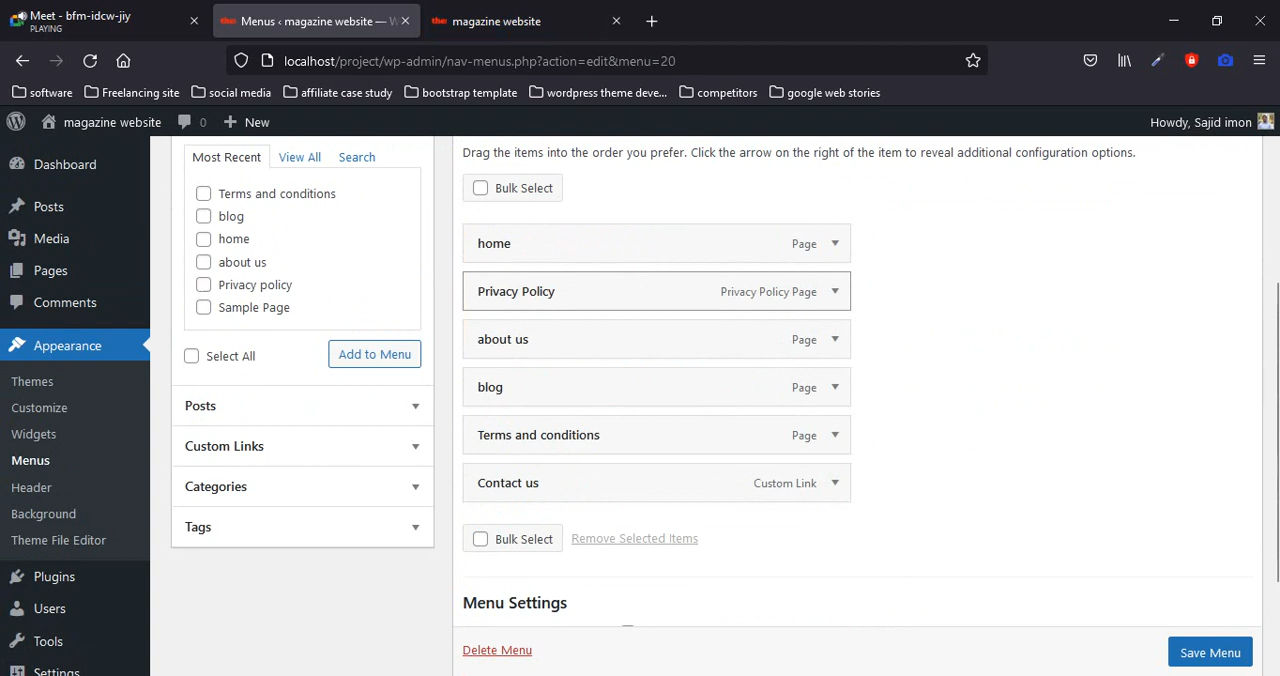 Meet - bfm-idcw-jiy
PLAYING
the! Menus ‹ magazine website — W
the! magazine website
localhost/project/wp-admin/nav-menus.php?action=edit&menu=20
software
Freelancing site
social media
affiliate case study
bootstrap template
wordpress theme deve...
competitors
google web stories
magazine website
0
New
Howdy, Sajid imon
Dashboard
Posts
Media
Pages
Comments
Appearance
Themes
Customize
Widgets
Menus
Header
Background
Theme File Editor
Plugins
Users
Tools
Settings
Most Recent
View All
Search
Terms and conditions
blog
home
about us
Privacy policy
Sample Page
Select All
Add to Menu
Posts
Custom Links
Categories
Tags
Drag the items into the order you prefer. Click the arrow on the right of the item to reveal additional configuration options.
Bulk Select
home Page
Privacy Policy Privacy Policy Page
about us Page
blog Page
Terms and conditions Page
Contact us Custom Link
Bulk Select
Remove Selected Items
Menu Settings
Delete Menu
Save Menu